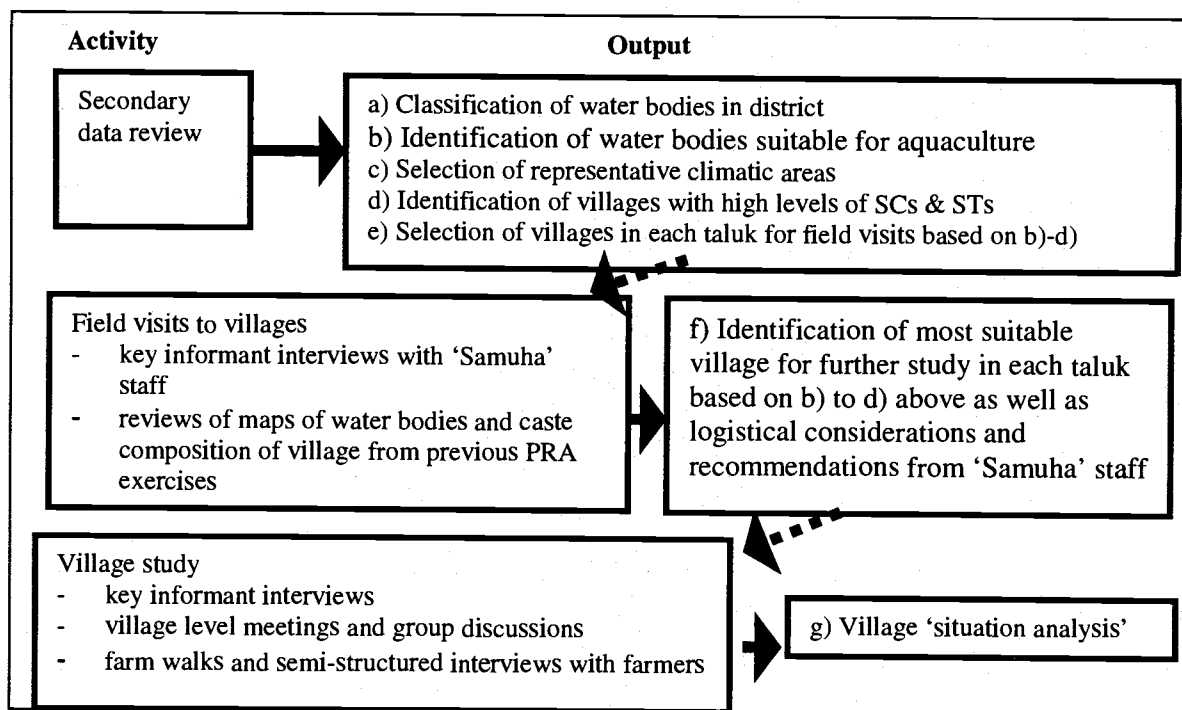 Activity
Output
Secondary
data review
a) Classification of water bodies in district
b) Identification of water bodies suitable for aquaculture
c) Selection of representative climatic areas
d) Identification of villages with high levels of SCs & STs
e) Selection of villages in each taluk for field visits based on b)-d)
Field visits to villages
- key informant interviews with ‘Samuha’
staff
- reviews of maps of water bodies and caste
composition of village from previous PRA
exercises
f) Identification of most suitable
village for further study in each taluk
based on b) to d) above as well as
logistical considerations and
recommendations from ‘Samuha’ staff
Village study
- key informant interviews
- village level meetings and group discussions
- farm walks and semi-structured interviews with farmers
g) Village ‘situation analysis’